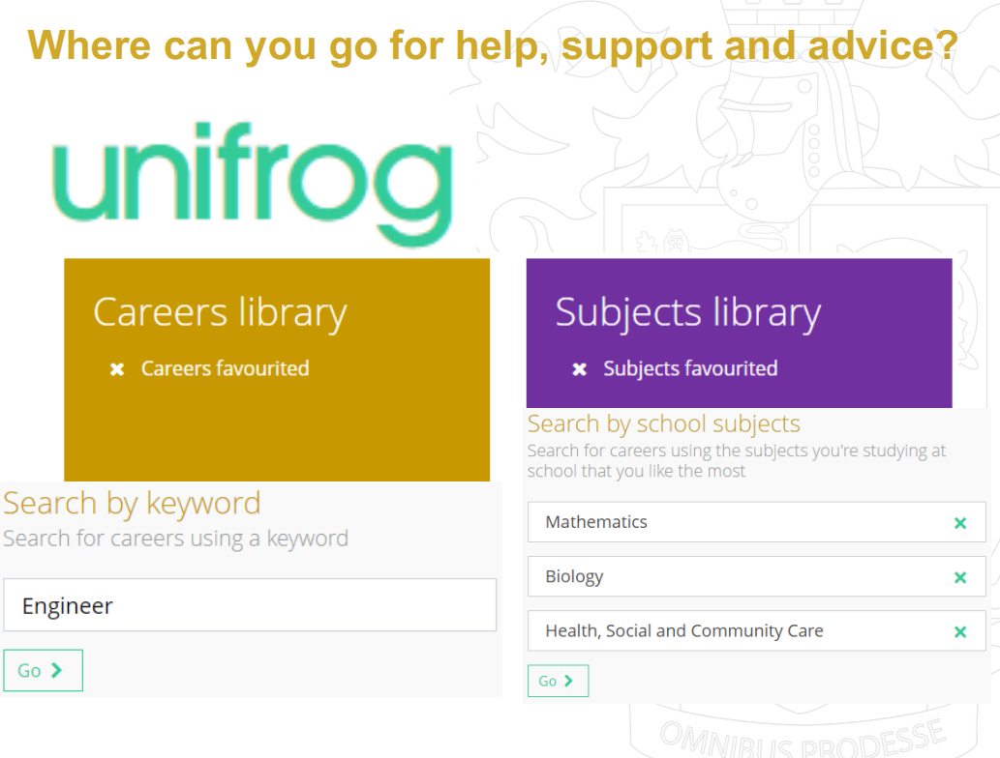 Where can you go for help, support and advice?
unifrog
Careers library
✖ Careers favourited
Search by keyword
Search for careers using a keyword
Engineer
Go
Subjects library
✖ Subjects favourited
Search by school subjects
Search for careers using the subjects you're studying at
school that you like the most
Mathematics
Biology
Health, Social and Community Care
Go
OMNIBUS PRODESSE